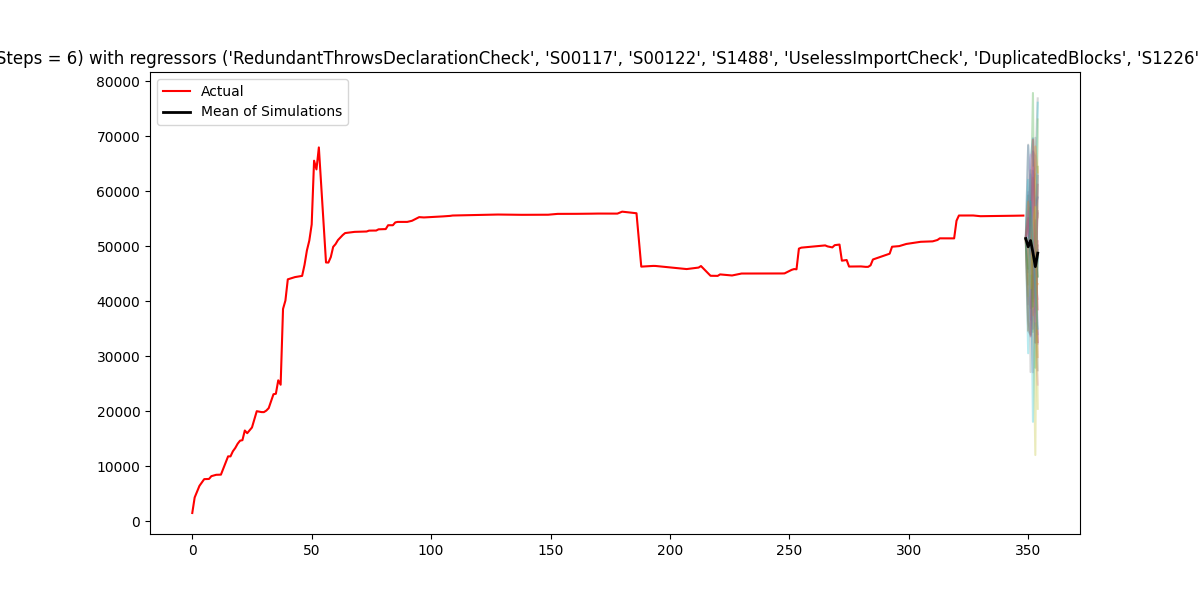 Steps = 6) with regressors ('RedundantThrowsDeclarationCheck', 'S00117', 'S00122', 'S1488', 'UselessImportCheck', 'DuplicatedBlocks', 'S1226'
Actual
Mean of Simulations
80000
70000
60000
50000
40000
30000
20000
10000
0
0 50 100 150 200 250 300 350